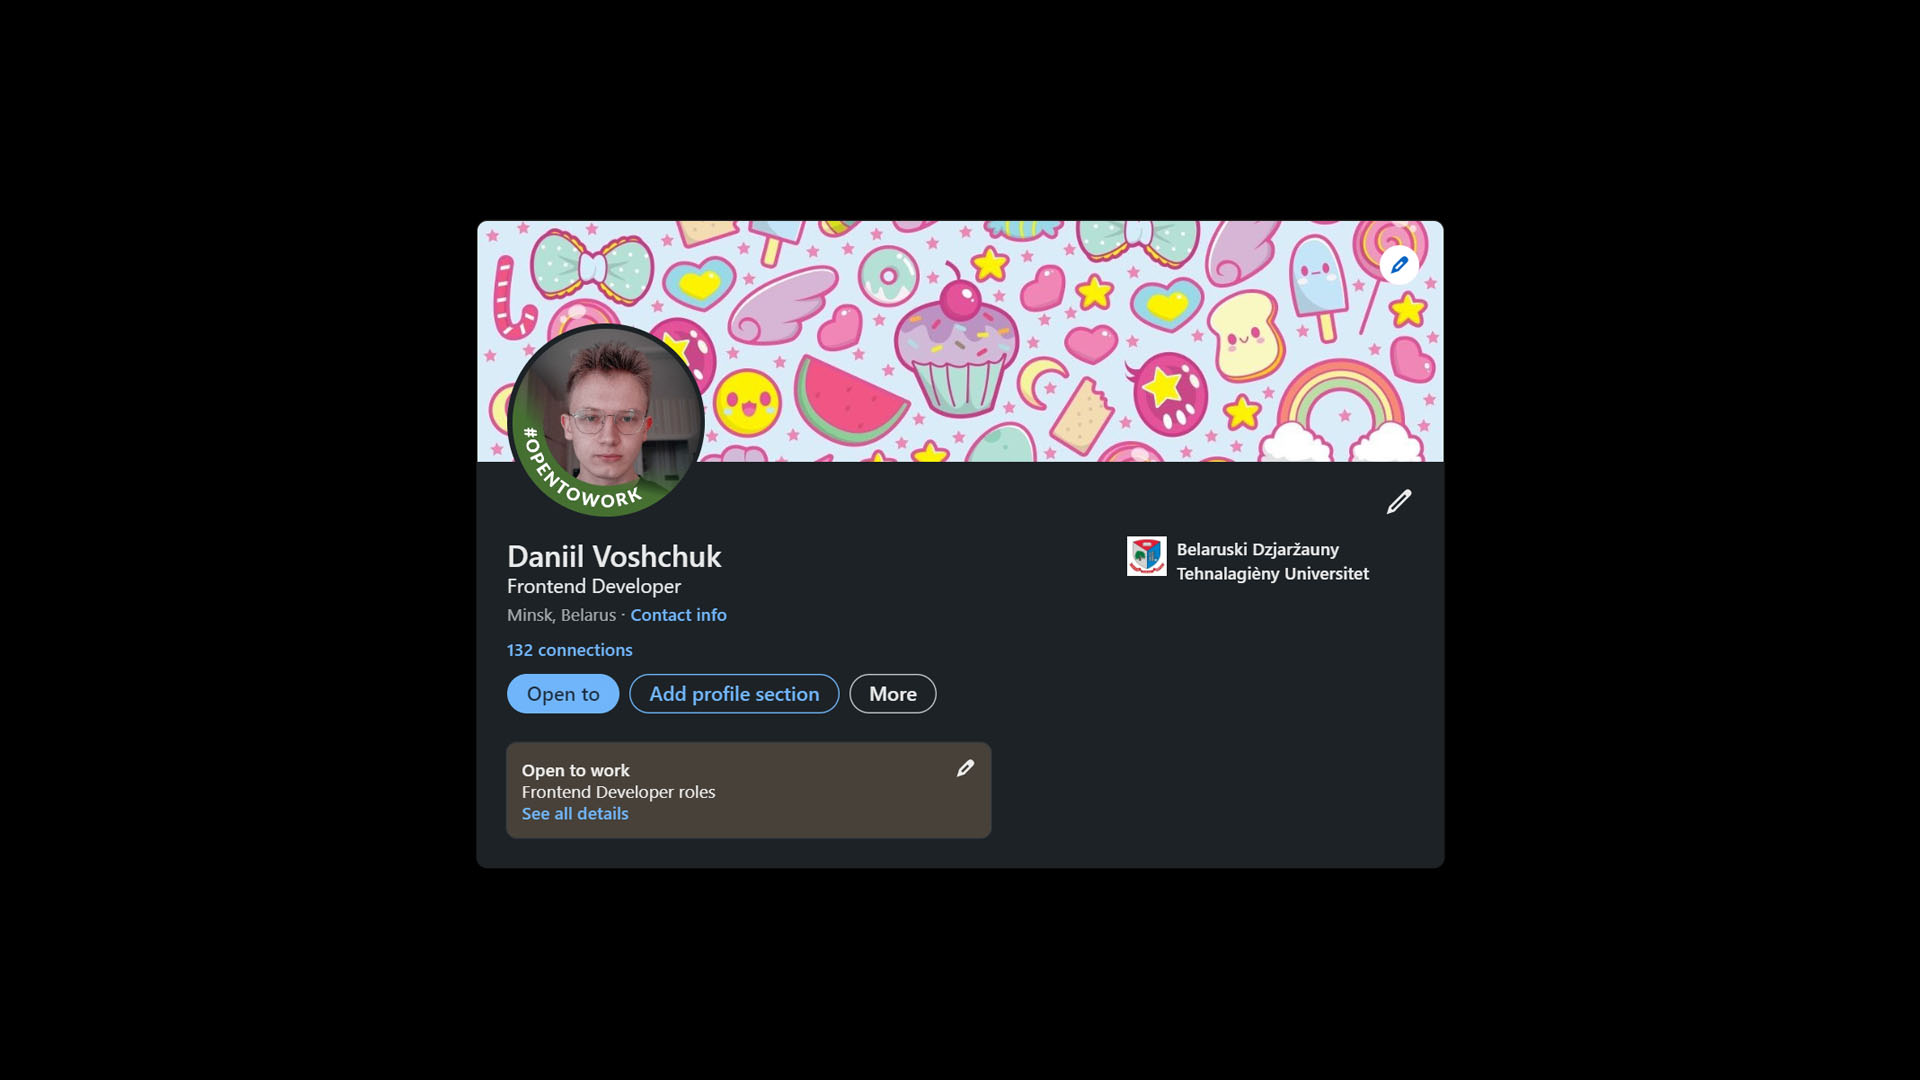 #OPENTOWORK
Daniil Voshchuk
Frontend Developer
Minsk, Belarus · Contact info
132 connections
Open to
Add profile section
More
Belaruski Dzjaržauny
Tehnalagièny Universitet
Open to work
Frontend Developer roles
See all details